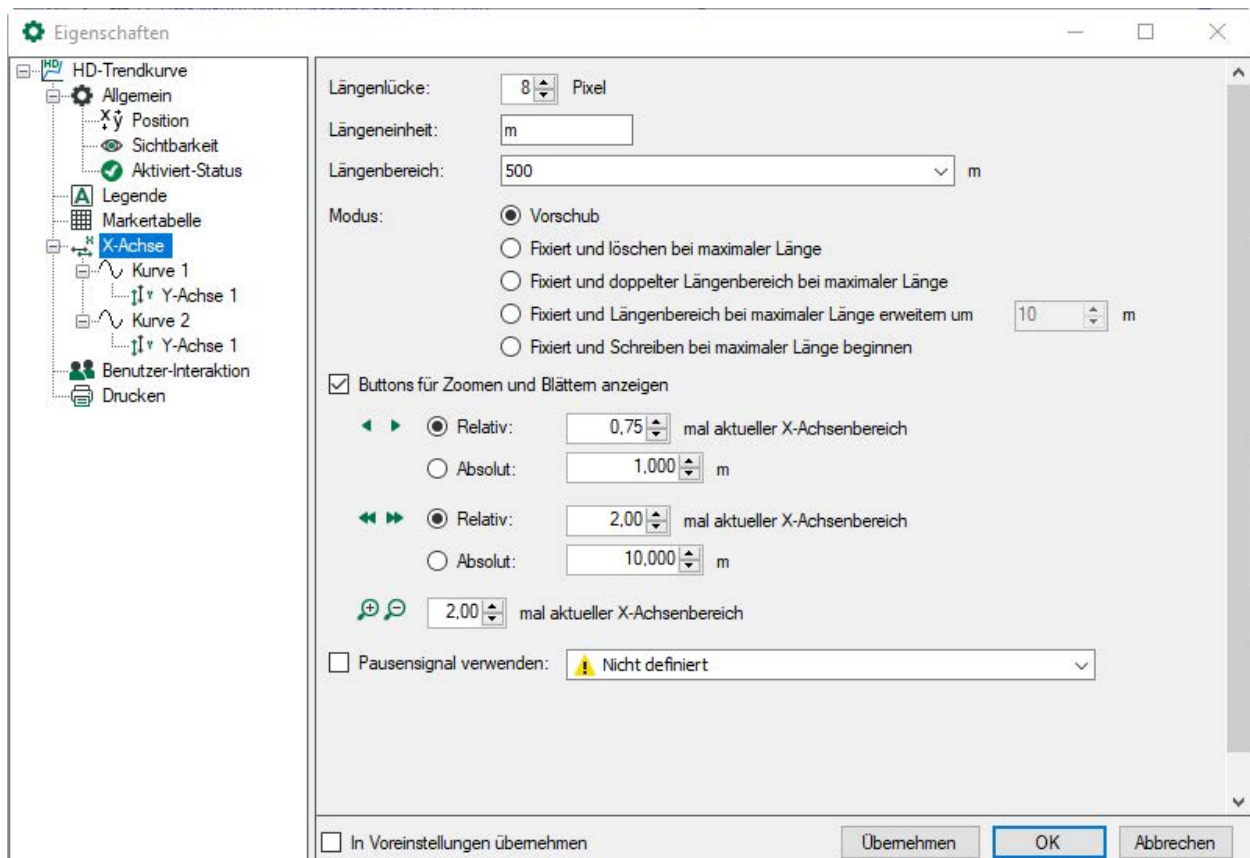 Eigenschaften
HD-Trendkurve
Allgemein
Position
Sichtbarkeit
Aktiviert-Status
Legende
Markertabelle
X-Achse
Kurve 1
Y-Achse 1
Kurve 2
Y-Achse 1
Benutzer-Interaktion
Drucken
Längenlücke: 8 Pixel
Längeneinheit: m
Längenbereich: 500 m
Modus: Vorschub
Fixiert und löschen bei maximaler Länge
Fixiert und doppelter Längenbereich bei maximaler Länge
Fixiert und Längenbereich bei maximaler Länge erweitern um 10 m
Fixiert und Schreiben bei maximaler Länge beginnen
Buttons für Zoomen und Blättern anzeigen
Relativ: 0,75 mal aktueller X-Achsenbereich
Absolut: 1,000 m
Relativ: 2,00 mal aktueller X-Achsenbereich
Absolut: 10,000 m
2,00 mal aktueller X-Achsenbereich
Pausensignal verwenden: Nicht definiert
In Voreinstellungen übernehmen Übernehmen OK Abbrechen